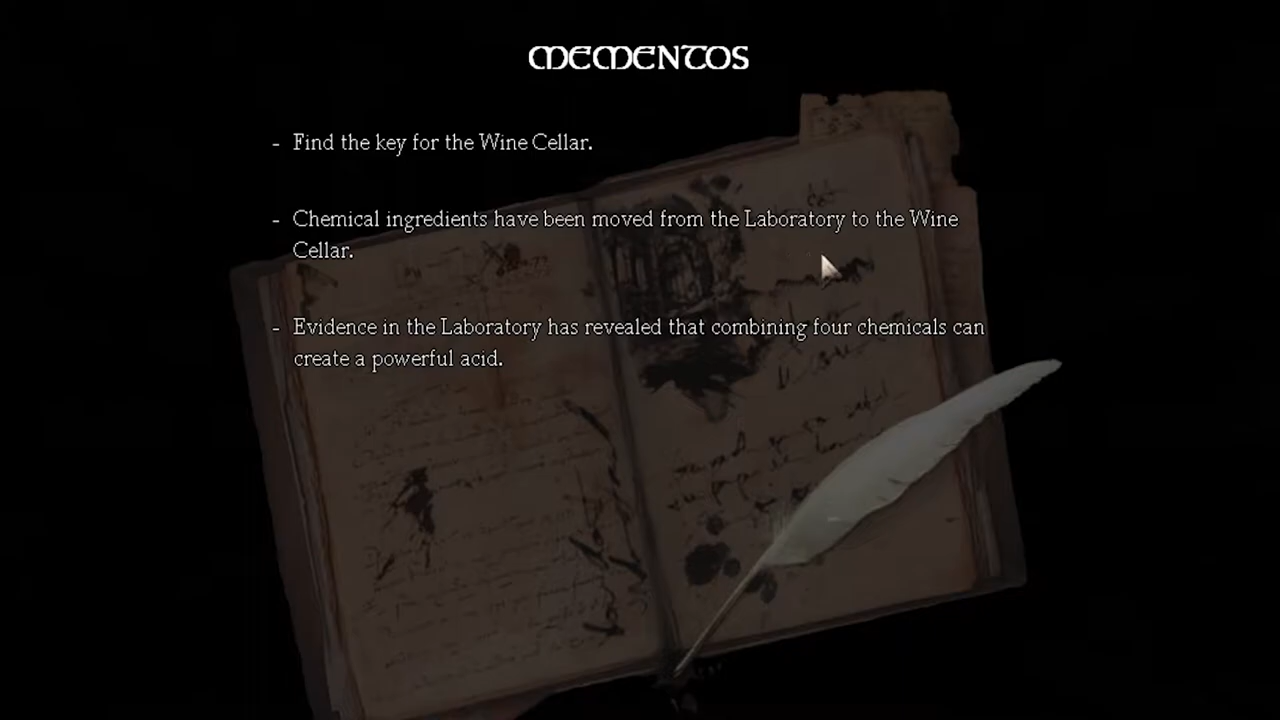 MEMENTOS
- Find the key for the Wine Cellar.
- Chemical ingredients have been moved from the Laboratory to the Wine
Cellar.
- Evidence in the Laboratory has revealed that combining four chemicals can
create a powerful acid.